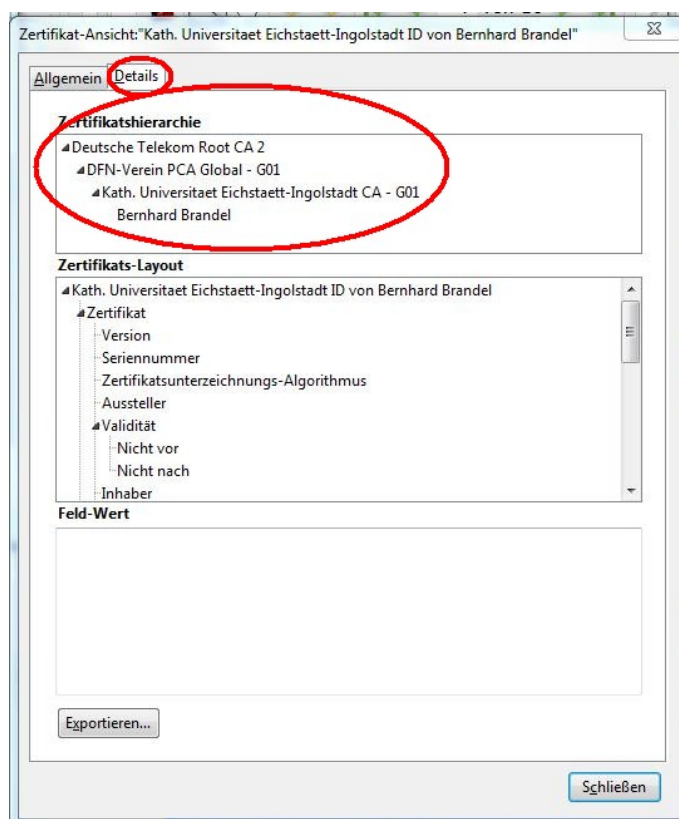 Zertifikat-Ansicht:"Kath. Universitaet Eichstaett-Ingolstadt ID von Bernhard Brandel"
Allgemein Details
Zertifikatshierarchie
Deutsche Telekom Root CA 2
DFN-Verein PCA Global - G01
Kath. Universitaet Eichstaett-Ingolstadt CA - G01
Bernhard Brandel
Zertifikats-Layout
Kath. Universitaet Eichstaett-Ingolstadt ID von Bernhard Brandel
Zertifikat
Version
Seriennummer
Zertifikatsunterzeichnungs-Algorithmus
Aussteller
Validität
Nicht vor
Nicht nach
Inhaber
Feld-Wert
Exportieren...
Schließen